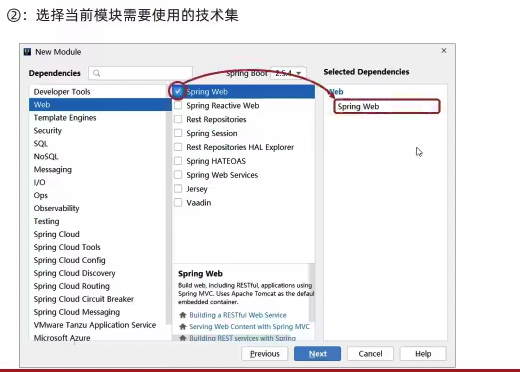 ②：选择当前模块需要使用的技术集
New Module
Dependencies
Spring Boot 2.5.4
Selected Dependencies
Developer Tools
Web
Template Engines
Security
SQL
NoSQL
Messaging
I/O
Ops
Observability
Testing
Spring Cloud
Spring Cloud Tools
Spring Cloud Config
Spring Cloud Discovery
Spring Cloud Routing
Spring Cloud Circuit Breaker
Spring Cloud Messaging
VMware Tanzu Application Service
Microsoft Azure
Spring Web
Spring Reactive Web
Rest Repositories
Spring Session
Rest Repositories HAL Explorer
Spring HATEOAS
Spring Web Services
Jersey
Vaadin
Spring Web
Build web, including RESTful, applications using
Spring MVC. Uses Apache Tomcat as the defaul
embedded container.
Building a RESTful Web Service
Serving Web Content with Spring MVC
Building REST services with Spring
Web
Spring Web
Previous
Next
Cancel
Help